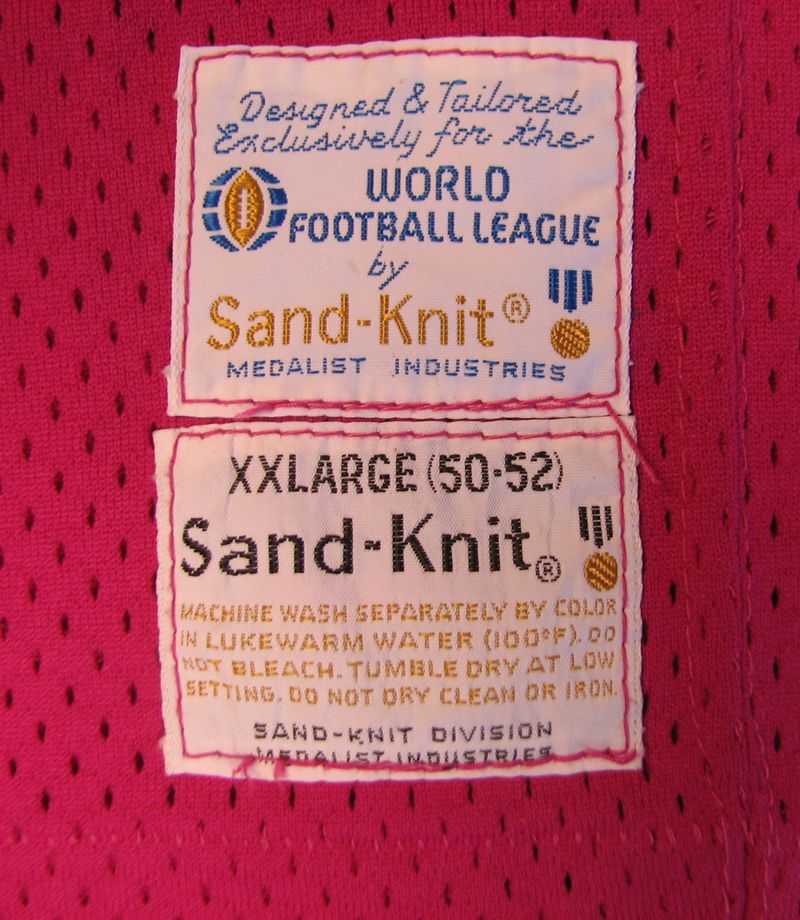 Designed & Tailored
Exclusively for the
WORLD
FOOTBALL LEAGUE
by
Sand-Knit®
MEDALIST INDUSTRIES
XXLARGE (50-52)
Sand-Knit®
MACHINE WASH SEPARATELY BY COLOR
IN LUKEWARM WATER (100°F). DO
NOT BLEACH. TUMBLE DRY AT LOW
SETTING. DO NOT DRY CLEAN OR IRON.
SAND-KNIT DIVISION
MEDALIST INDUSTRIES